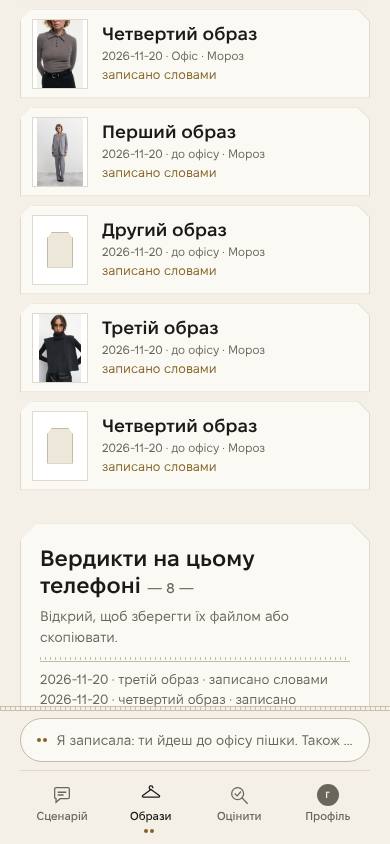 Четвертий образ
2026-11-20 · Офіс · Мороз
записано словами
Перший образ
2026-11-20 · до офісу · Мороз
записано словами
Другий образ
2026-11-20 · до офісу · Мороз
записано словами
Третій образ
2026-11-20 · до офісу · Мороз
записано словами
Четвертий образ
2026-11-20 · до офісу · Мороз
записано словами
Вердикти на цьому
телефоні — 8 —
Відкрий, щоб зберегти їх файлом або
скопіювати.
2026-11-20 · третій образ · записано словами
2026-11-20 · четвертий образ · записано
Я записала: ти йдеш до офісу пішки. Також ...
Сценарій
Образи
Оцінити
г
Профіль